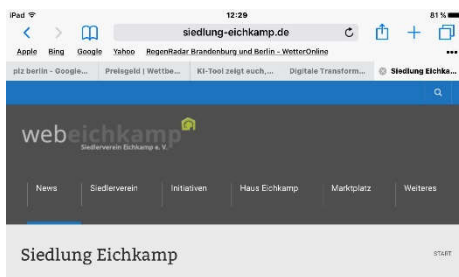 iPad 12:29 81 %
siedlung-eichkamp.de
Apple Bing Google Yahoo RegenRadar Brandenburg und Berlin - WetterOnline
plz berlin - Google... Preisgeld | Wettbe... KI-Tool zeigt euch,... Digitale Transform... Siedlung Eichka...
webeichkamp
Siedlerverein Eichkamp e. V.
News Siedlerverein Initiativen Haus Eichkamp Marktplatz Weiteres
Siedlung Eichkamp START